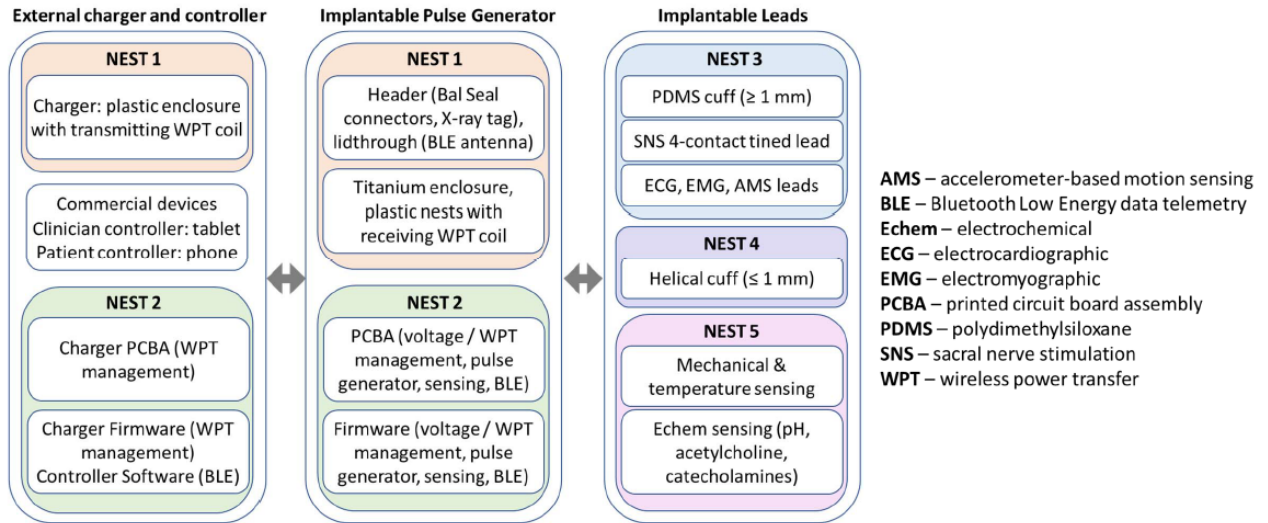 External charger and controller
NEST 1
Charger: plastic enclosure
with transmitting WPT coil
Commercial devices
Clinician controller: tablet
Patient controller: phone
NEST 2
Charger PCBA (WPT
management)
Charger Firmware (WPT
management)
Controller Software (BLE)
Implantable Pulse Generator
NEST 1
Header (Bal Seal
connectors, X-ray tag),
lidthrough (BLE antenna)
Titanium enclosure,
plastic nests with
receiving WPT coil
NEST 2
PCBA (voltage / WPT
management, pulse
generator, sensing, BLE)
Firmware (voltage / WPT
management, pulse
generator, sensing, BLE)
Implantable Leads
NEST 3
PDMS cuff (≥ 1 mm)
SNS 4-contact tined lead
ECG, EMG, AMS leads
NEST 4
Helical cuff (≤ 1 mm)
NEST 5
Mechanical &
temperature sensing
Echem sensing (pH,
acetylcholine,
catecholamines)
AMS – accelerometer-based motion sensing
BLE – Bluetooth Low Energy data telemetry
Echem – electrochemical
ECG – electrocardiographic
EMG – electromyographic
PCBA – printed circuit board assembly
PDMS – polydimethylsiloxane
SNS – sacral nerve stimulation
WPT – wireless power transfer